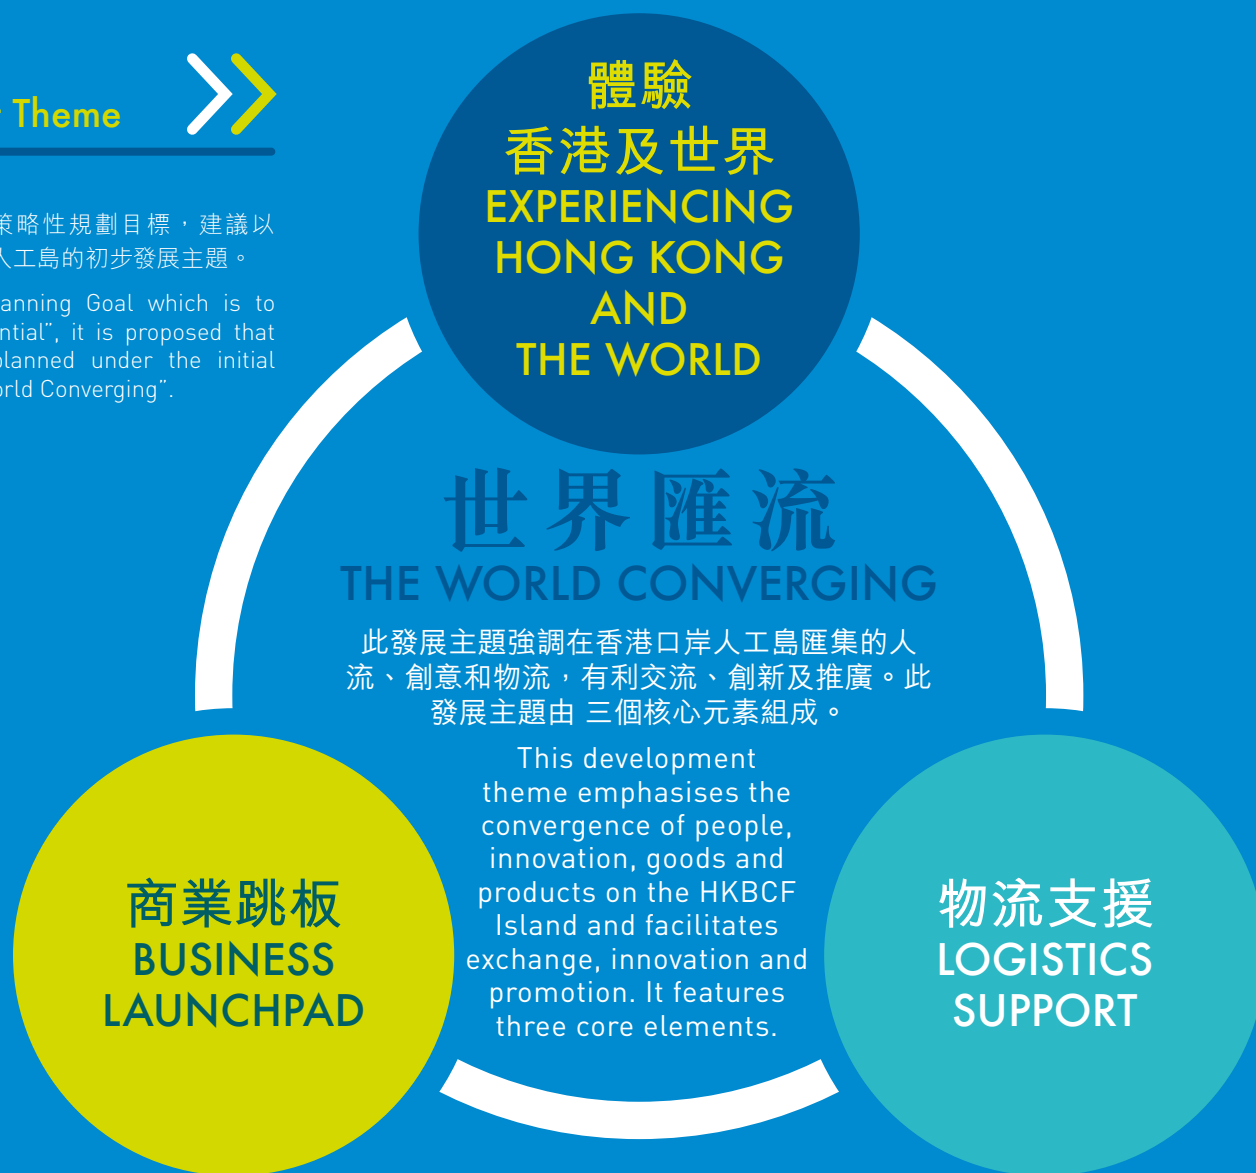 Theme
策略性規劃目標，建議以
人工島的初步發展主題。
Goal which is to
it is proposed that
under the initial
Converging”.
體驗
香港及世界
EXPERIENCING
HONG KONG
AND
THE WORLD
世界匯流
THE WORLD CONVERGING
此發展主題強調在香港口岸人工島匯集的人
流、創意和物流，有利交流、創新及推廣。此
發展主題由 三個核心元素組成。
This development
theme emphasises the
convergence of people,
innovation, goods and
products on the HKBCF
Island and facilitates
exchange, innovation and
promotion. It features
three core elements.
商業跳板
BUSINESS
LAUNCHPAD
物流支援
LOGISTICS
SUPPORT